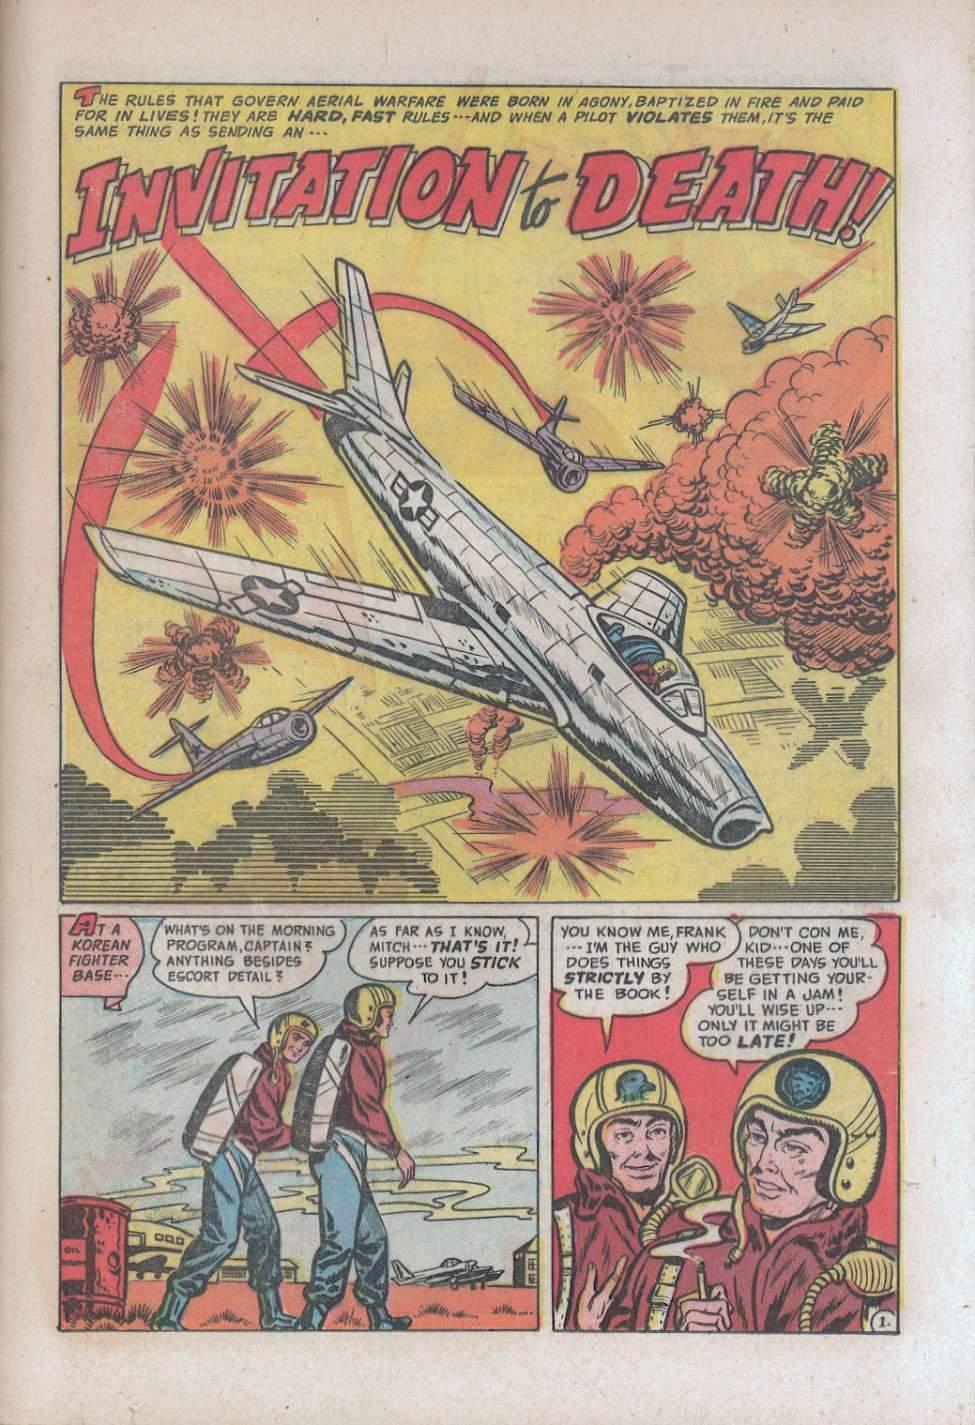 THE RULES THAT GOVERN AERIAL WARFARE WERE BORN IN AGONY, BAPTIZED IN FIRE AND PAID
FOR IN LIVES! THEY ARE HARD, FAST RULES---AND WHEN A PILOT VIOLATES THEM, IT'S THE
SAME THING AS SENDING AN ---
INVITATION to DEATH!
AT A
KOREAN
FIGHTER
BASE---
WHAT'S ON THE MORNING
PROGRAM, CAPTAIN?
ANYTHING BESIDES
ESCORT DETAIL?
AS FAR AS I KNOW,
MITCH---THAT'S IT!
SUPPOSE YOU STICK
TO IT!
OIL
YOU KNOW ME, FRANK
---I'M THE GUY WHO
DOES THINGS
STRICTLY BY
THE BOOK!
DON'T CON ME,
KID---ONE OF
THESE DAYS YOU'LL
BE GETTING YOUR-
SELF IN A JAM!
YOU'LL WISE UP---
ONLY IT MIGHT BE
TOO LATE!
1.